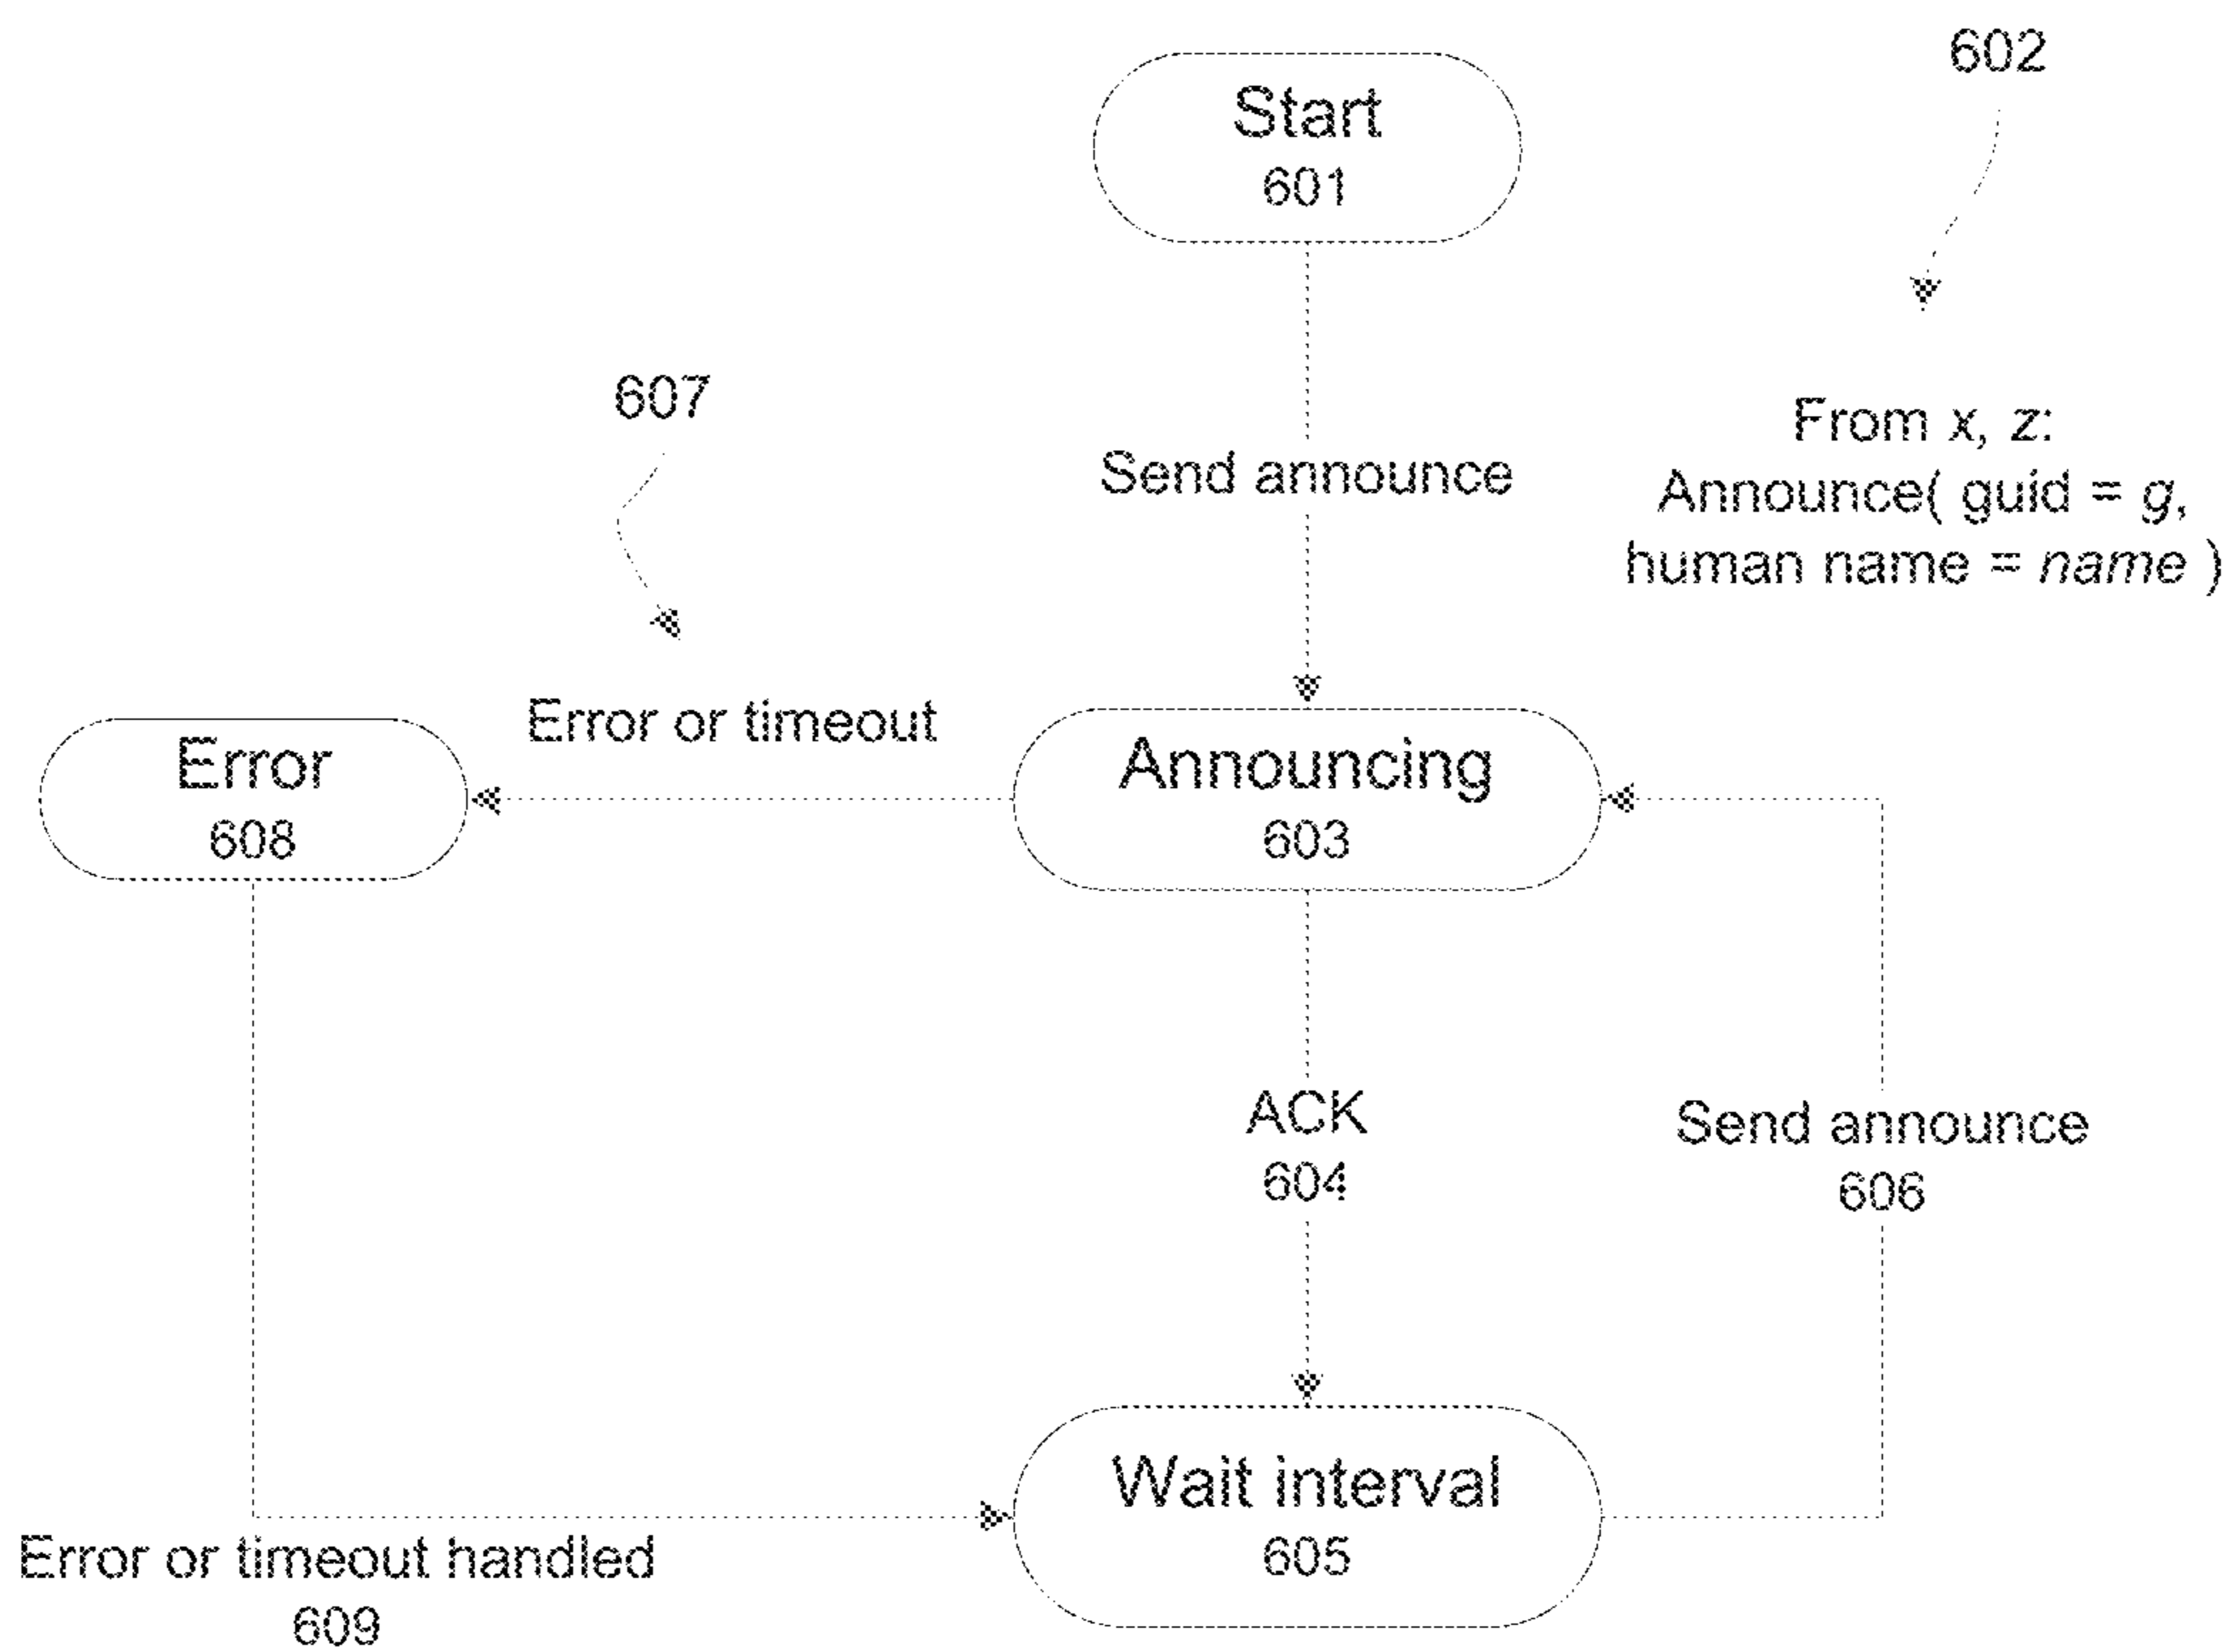 602
Start
601
607
From x, z:
Send announce
Announce( guid = g,
human name = name )
Error or timeout
Error
608
Announcing
603
ACK
604
Send announce
606
Wait interval
605
Error or timeout handled
609